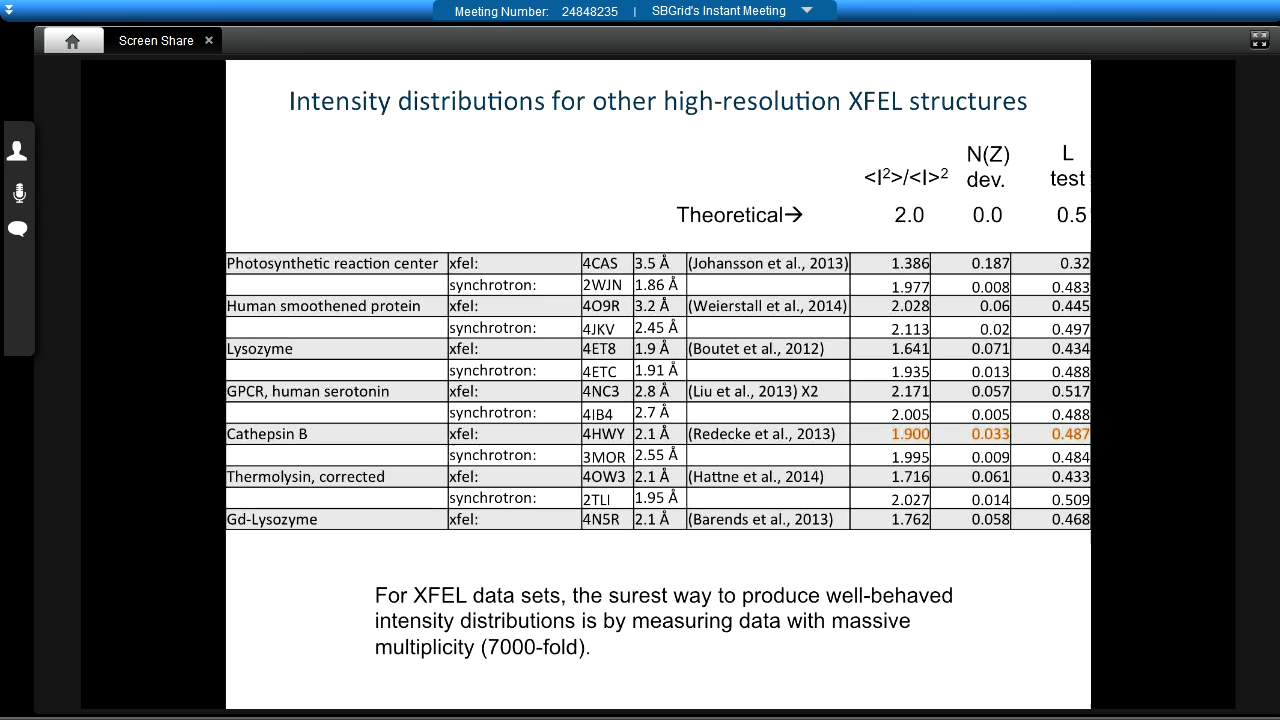 Meeting Number: 24848235 | SBGrid's Instant Meeting
Screen Share ×
Intensity distributions for other high-resolution XFEL structures
<I²>/<I>² N(Z) dev. L test
Theoretical→ 2.0 0.0 0.5
Photosynthetic reaction center xfel: 4CAS 3.5 Å (Johansson et al., 2013) 1.386 0.187 0.32
synchrotron: 2WJN 1.86 Å 1.977 0.008 0.483
Human smoothened protein xfel: 4O9R 3.2 Å (Weierstall et al., 2014) 2.028 0.06 0.445
synchrotron: 4JKV 2.45 Å 2.113 0.02 0.497
Lysozyme xfel: 4ET8 1.9 Å (Boutet et al., 2012) 1.641 0.071 0.434
synchrotron: 4ETC 1.91 Å 1.935 0.013 0.488
GPCR, human serotonin xfel: 4NC3 2.8 Å (Liu et al., 2013) X2 2.171 0.057 0.517
synchrotron: 4IB4 2.7 Å 2.005 0.005 0.488
Cathepsin B xfel: 4HWY 2.1 Å (Redecke et al., 2013) 1.900 0.033 0.487
synchrotron: 3MOR 2.55 Å 1.995 0.009 0.484
Thermolysin, corrected xfel: 4OW3 2.1 Å (Hattne et al., 2014) 1.716 0.061 0.433
synchrotron: 2TLI 1.95 Å 2.027 0.014 0.509
Gd-Lysozyme xfel: 4N5R 2.1 Å (Barends et al., 2013) 1.762 0.058 0.468
For XFEL data sets, the surest way to produce well-behaved
intensity distributions is by measuring data with massive
multiplicity (7000-fold).